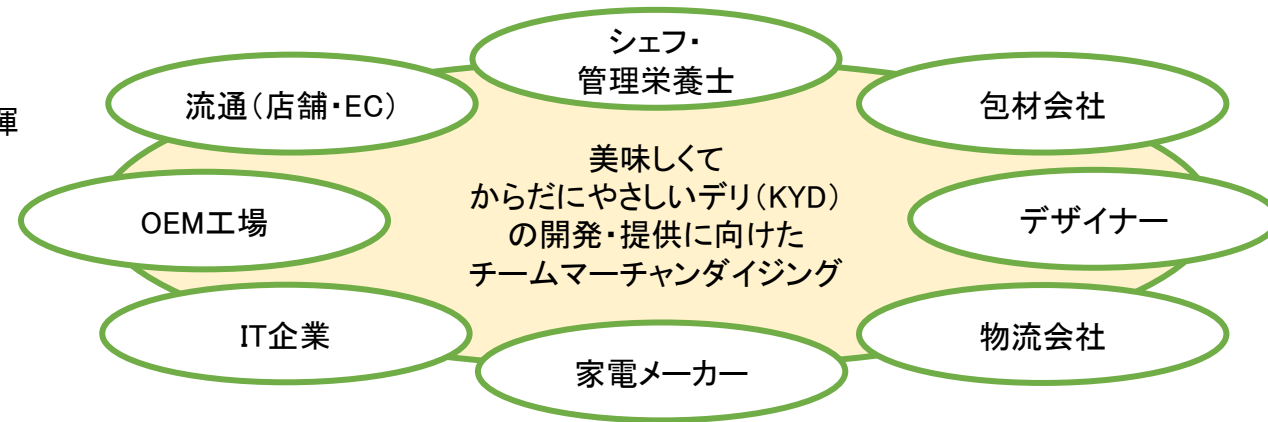 シェフ・
管理栄養士
流通(店舗・EC)
包材会社
揮
美味しくて
からだにやさしいデリ(KYD)
の開発・提供に向けた
チームマーチャンダイジング
OEM工場
デザイナー
IT企業
物流会社
家電メーカー